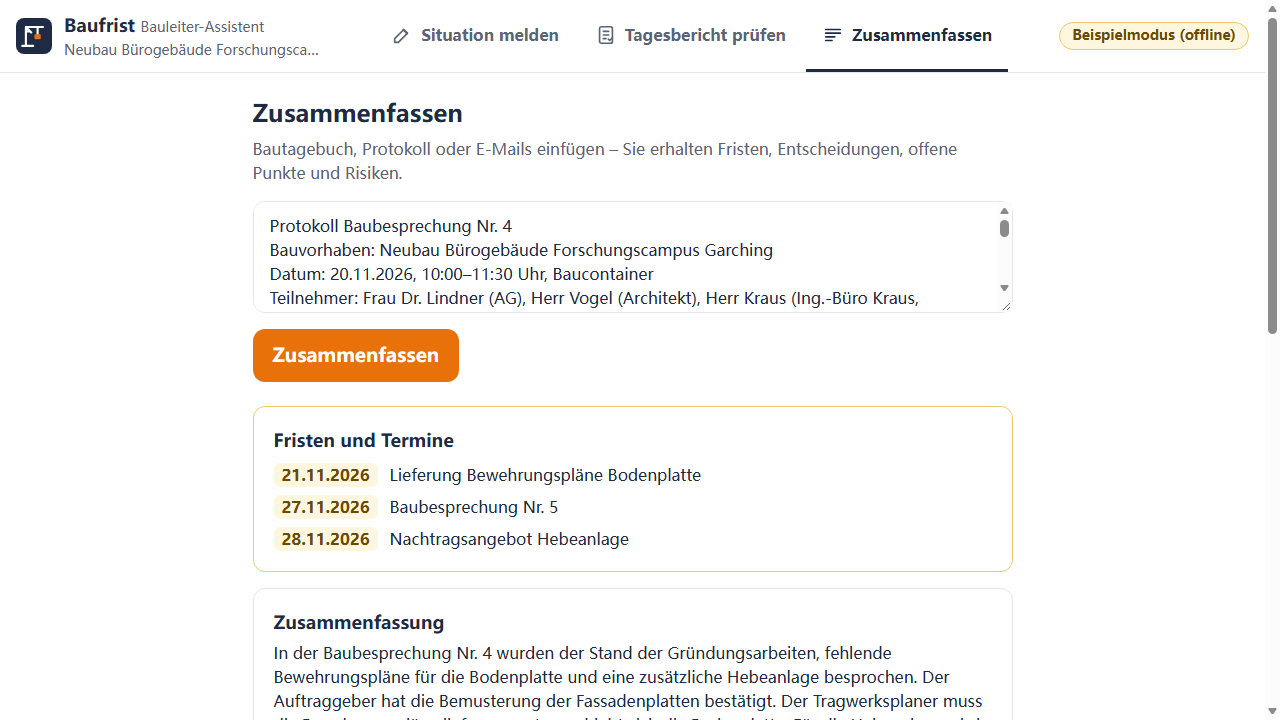 Baufrist Bauleiter-Assistent
Neubau Bürogebäude Forschungsca...
Situation melden
Tagesbericht prüfen
Zusammenfassen
Beispielmodus (offline)
Zusammenfassen
Bautagebuch, Protokoll oder E-Mails einfügen – Sie erhalten Fristen, Entscheidungen, offene
Punkte und Risiken.
Protokoll Baubesprechung Nr. 4
Bauvorhaben: Neubau Bürogebäude Forschungscampus Garching
Datum: 20.11.2026, 10:00–11:30 Uhr, Baucontainer
Teilnehmer: Frau Dr. Lindner (AG), Herr Vogel (Architekt), Herr Kraus (Ing.-Büro Kraus,
Zusammenfassen
Fristen und Termine
21.11.2026 Lieferung Bewehrungspläne Bodenplatte
27.11.2026 Baubesprechung Nr. 5
28.11.2026 Nachtragsangebot Hebeanlage
Zusammenfassung
In der Baubesprechung Nr. 4 wurden der Stand der Gründungsarbeiten, fehlende
Bewehrungspläne für die Bodenplatte und eine zusätzliche Hebeanlage besprochen. Der
Auftraggeber hat die Bemusterung der Fassadenplatten bestätigt. Der Tragwerksplaner muss